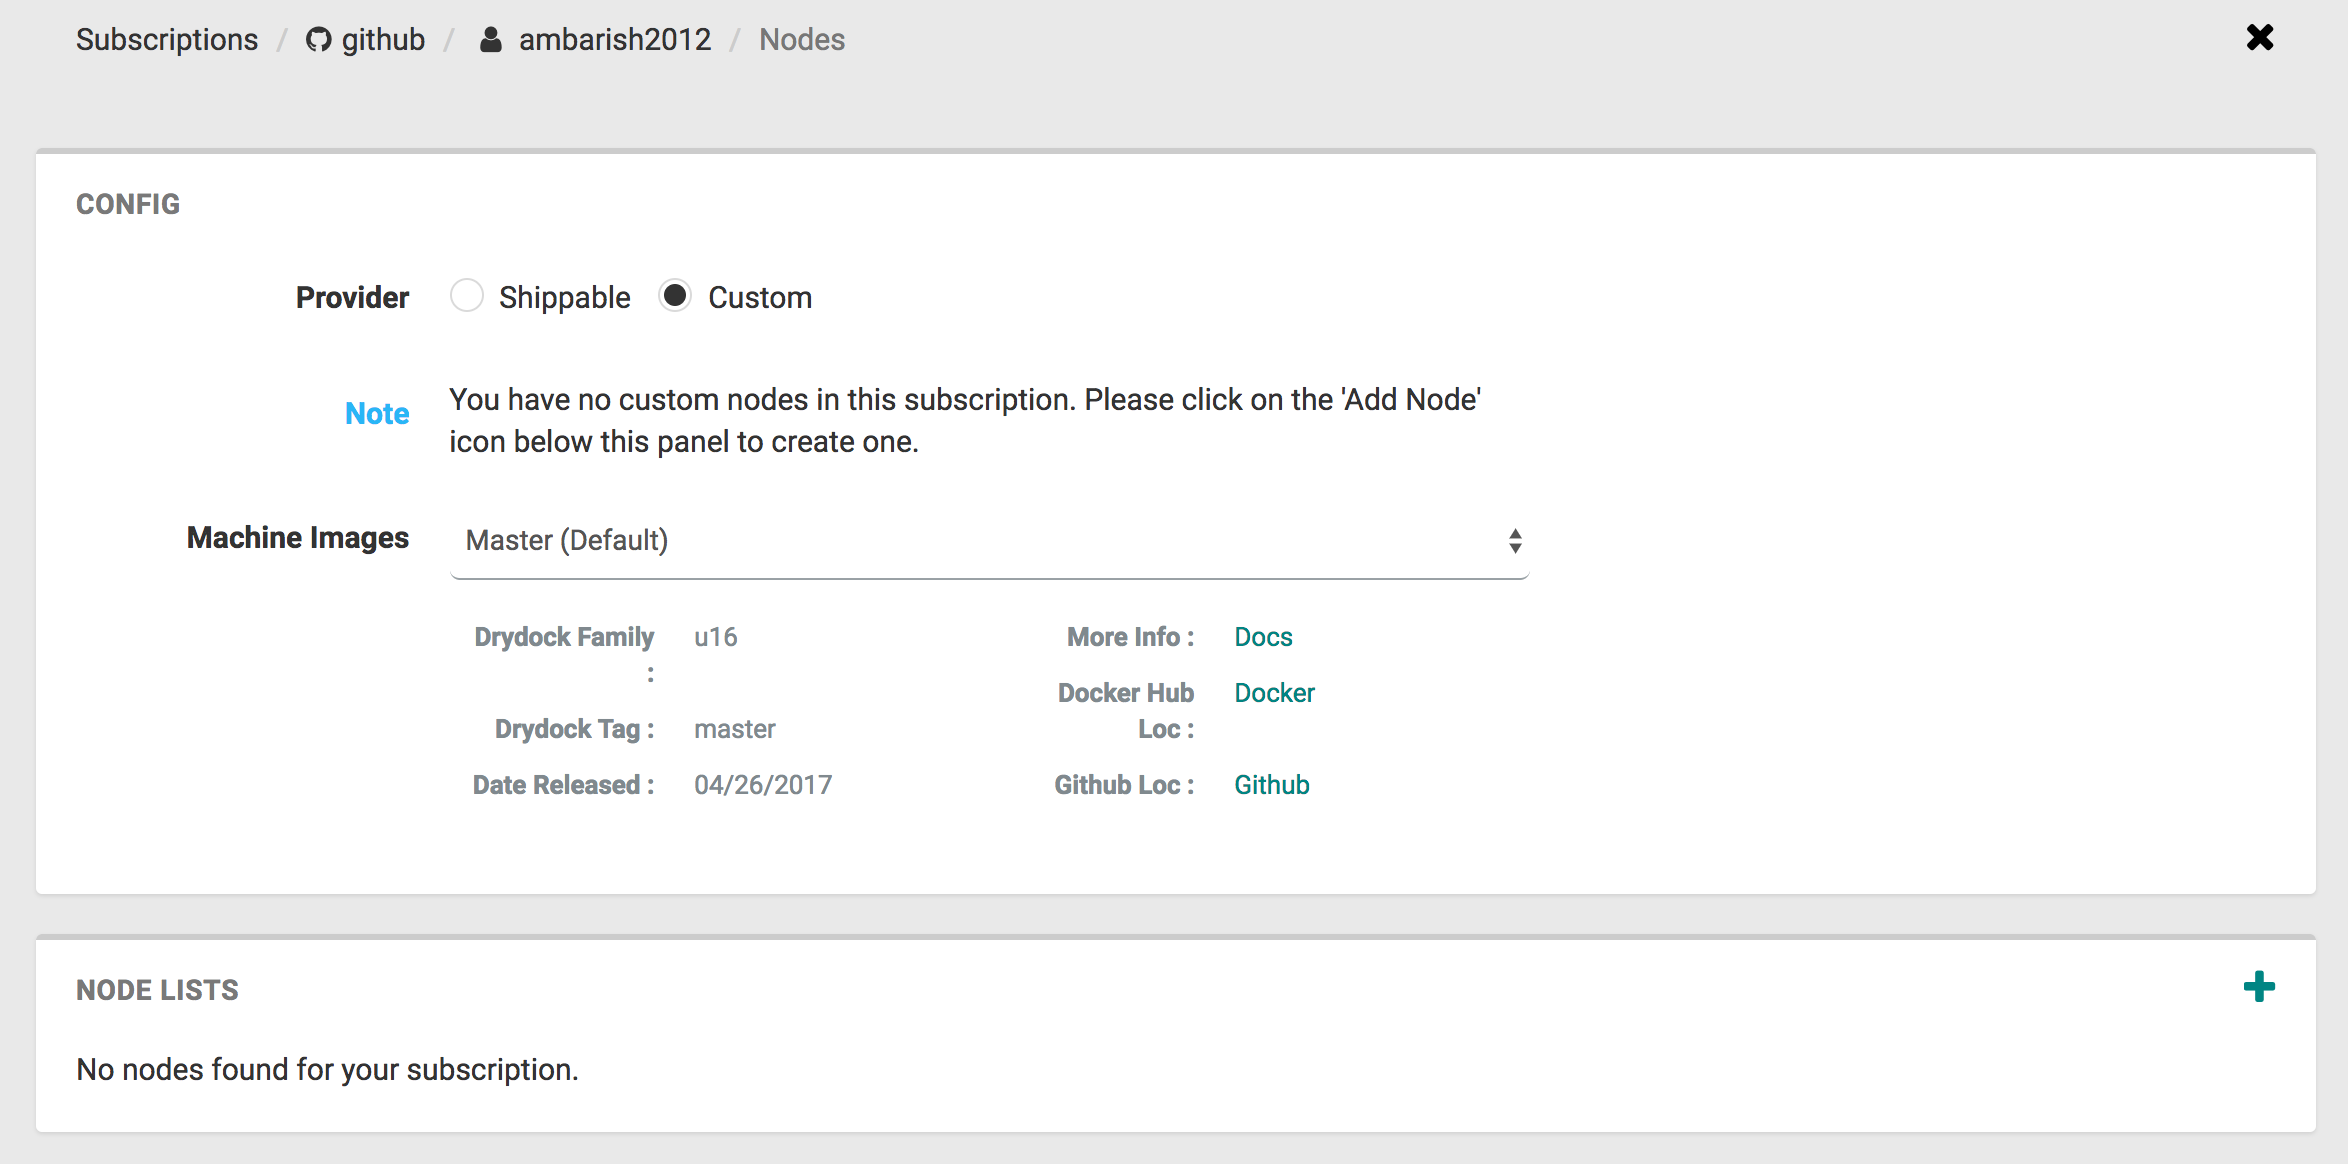 Subscriptions / github / ambarish2012 / Nodes
CONFIG
Provider Shippable Custom
Note
You have no custom nodes in this subscription. Please click on the 'Add Node'
icon below this panel to create one.
Machine Images Master (Default)
Drydock Family : u16
Drydock Tag : master
Date Released : 04/26/2017
More Info : Docs
Docker Hub Loc : Docker
Github Loc : Github
NODE LISTS
No nodes found for your subscription.